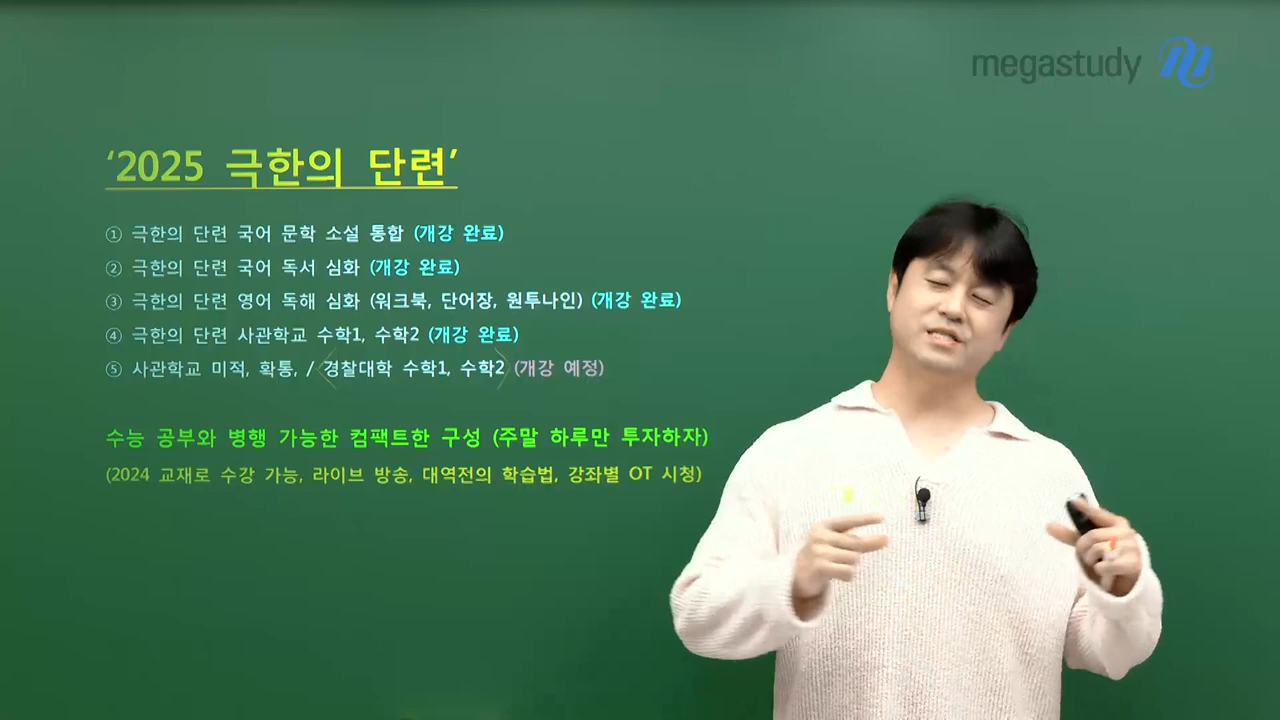 megastudy
‘2025 극한의 단련’
① 극한의 단련 국어 문학 소설 통합 (개강 완료)
② 극한의 단련 국어 독서 심화 (개강 완료)
③ 극한의 단련 영어 독해 심화 (워크북, 단어장, 원투나인) (개강 완료)
④ 극한의 단련 사관학교 수학1, 수학2 (개강 완료)
⑤ 사관학교 미적, 확통, / 경찰대학 수학1, 수학2 (개강 예정)
수능 공부와 병행 가능한 컴팩트한 구성 (주말 하루만 투자하자)
(2024 교재로 수강 가능, 라이브 방송, 대역전의 학습법, 강좌별 OT 시청)